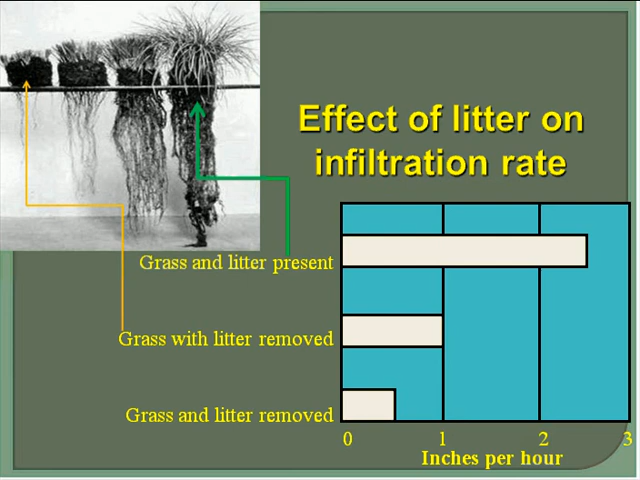 Effect of litter on
infiltration rate
Grass and litter present
Grass with litter removed
Grass and litter removed
0 1 2 3
Inches per hour